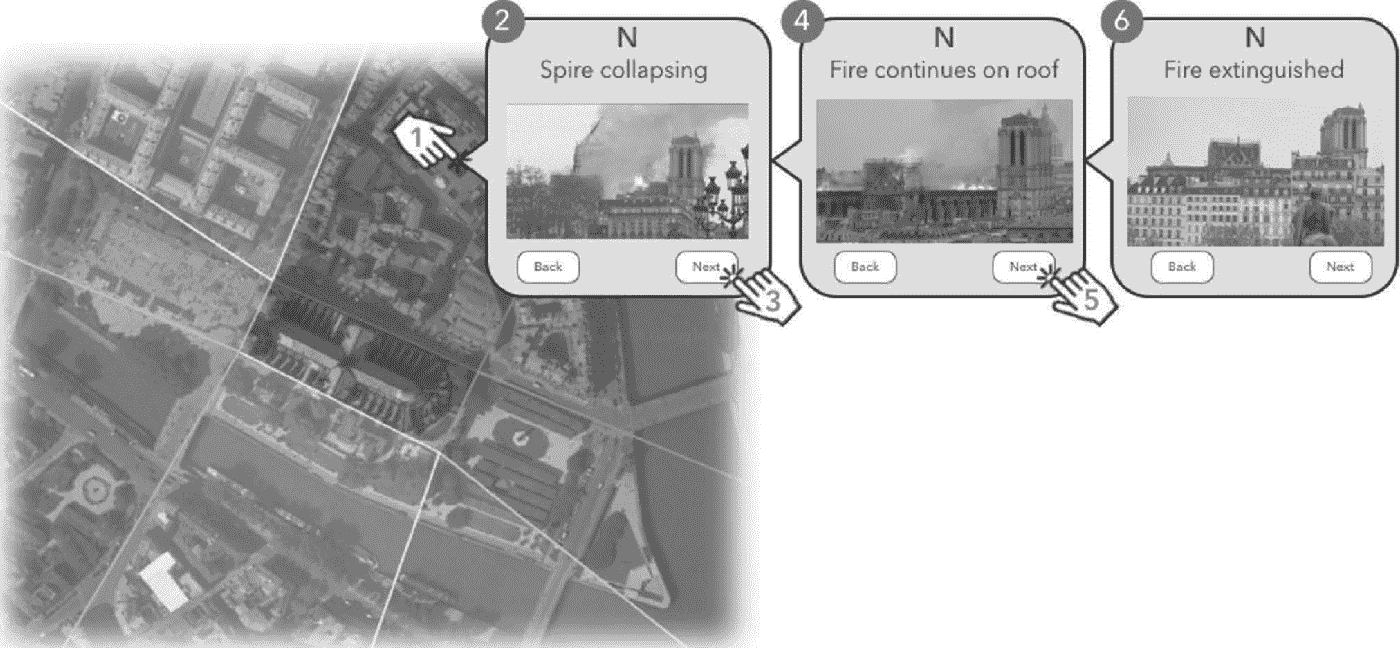 1
2
N
Spire collapsing
Back
Next
3
4
N
Fire continues on roof
Back
Next
5
6
N
Fire extinguished
Back
Next